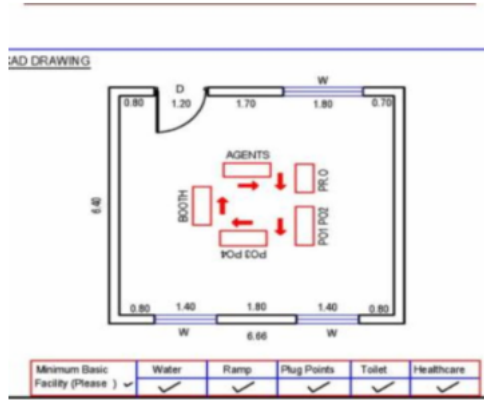 CAD DRAWING
D
W
0.80 1.20 1.70 1.80 0.70
AGENTS
PR.O
BOOTH
6.40
PO1 PO2
PO3 PO4
0.80 1.40 1.80 1.40 0.80
W 6.66 W
Minimum Basic Facility (Please ) ✓ Water Ramp Plug Points Toilet Healthcare
✓ ✓ ✓ ✓ ✓